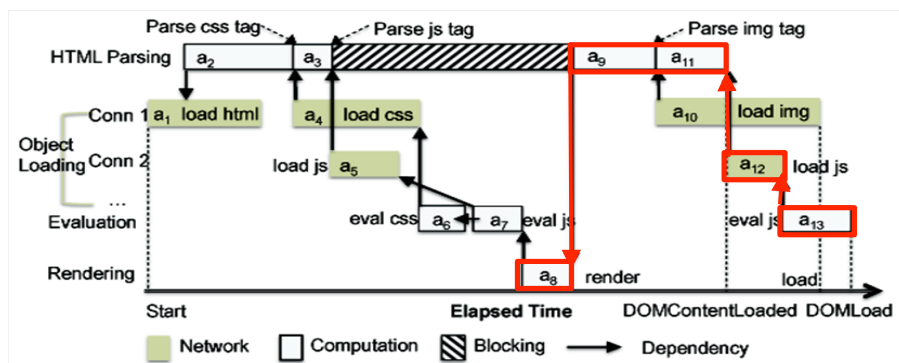 Parse css tag Parse js tag Parse img tag
HTML Parsing a2 a3 a9 a11
Conn 1 a1 load html a4 load css a10 load img
Object Loading
Conn 2 load js a5 a12 load js
...
Evaluation eval css a6 a7 eval js eval js a13
Rendering a8 render load
Start Elapsed Time DOMContentLoaded DOMLoad
Network Computation Blocking Dependency